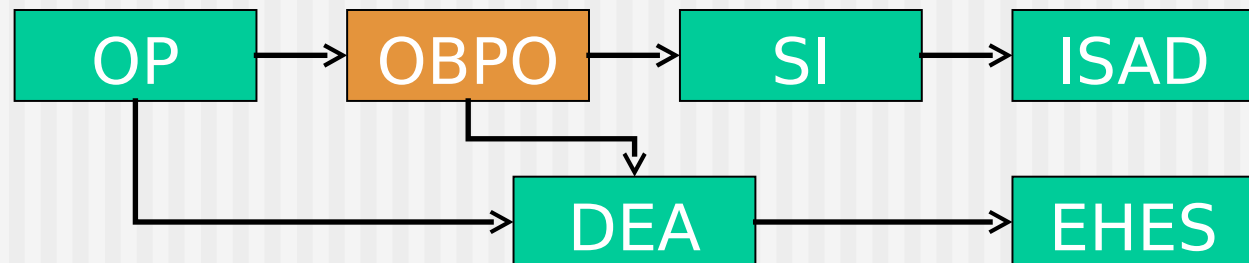 OP
OBPO
SI
ISAD
DEA
EHES